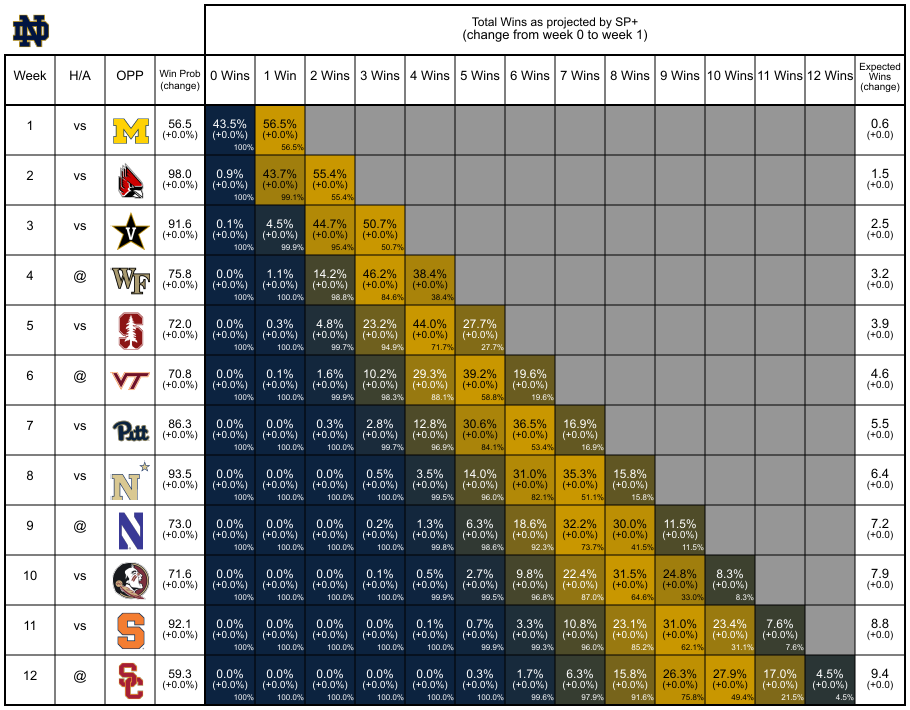 ND
Total Wins as projected by SP+
(change from week 0 to week 1)
Week H/A OPP Win Prob (change) 0 Wins 1 Win 2 Wins 3 Wins 4 Wins 5 Wins 6 Wins 7 Wins 8 Wins 9 Wins 10 Wins 11 Wins 12 Wins Expected Wins (change)
1 vs M 56.5 43.5% 56.5% 0.6
(+0.0%) (+0.0%) (+0.0%) (+0.0)
100% 56.5%
2 vs 98.0 0.9% 43.7% 55.4% 1.5
(+0.0%) (+0.0%) (+0.0%) (+0.0%) (+0.0)
100% 99.1% 55.4%
3 vs V 91.6 0.1% 4.5% 44.7% 50.7% 2.5
(+0.0%) (+0.0%) (+0.0%) (+0.0%) (+0.0%) (+0.0)
100% 99.9% 95.4% 50.7%
4 @ WF 75.8 0.0% 1.1% 14.2% 46.2% 38.4% 3.2
(+0.0%) (+0.0%) (+0.0%) (+0.0%) (+0.0%) (+0.0%) (+0.0)
100% 100.0% 98.8% 84.6% 38.4%
5 vs S 72.0 0.0% 0.3% 4.8% 23.2% 44.0% 27.7% 3.9
(+0.0%) (+0.0%) (+0.0%) (+0.0%) (+0.0%) (+0.0%) (+0.0%) (+0.0)
100% 100.0% 99.7% 94.9% 71.7% 27.7%
6 @ VT 70.8 0.0% 0.1% 1.6% 10.2% 29.3% 39.2% 19.6% 4.6
(+0.0%) (+0.0%) (+0.0%) (+0.0%) (+0.0%) (+0.0%) (+0.0%) (+0.0%) (+0.0)
100% 100.0% 99.9% 98.3% 88.1% 58.8% 19.6%
7 vs Pitt 86.3 0.0% 0.0% 0.3% 2.8% 12.8% 30.6% 36.5% 16.9% 5.5
(+0.0%) (+0.0%) (+0.0%) (+0.0%) (+0.0%) (+0.0%) (+0.0%) (+0.0%) (+0.0%) (+0.0)
100% 100.0% 100.0% 99.7% 96.9% 84.1% 53.4% 16.9%
8 vs N 93.5 0.0% 0.0% 0.0% 0.5% 3.5% 14.0% 31.0% 35.3% 15.8% 6.4
(+0.0%) (+0.0%) (+0.0%) (+0.0%) (+0.0%) (+0.0%) (+0.0%) (+0.0%) (+0.0%) (+0.0%) (+0.0)
100% 100.0% 100.0% 100.0% 99.5% 96.0% 82.1% 51.1% 15.8%
9 @ N 73.0 0.0% 0.0% 0.0% 0.2% 1.3% 6.3% 18.6% 32.2% 30.0% 11.5% 7.2
(+0.0%) (+0.0%) (+0.0%) (+0.0%) (+0.0%) (+0.0%) (+0.0%) (+0.0%) (+0.0%) (+0.0%) (+0.0%) (+0.0)
100% 100.0% 100.0% 100.0% 99.8% 98.6% 92.3% 73.7% 41.5% 11.5%
10 vs 71.6 0.0% 0.0% 0.0% 0.1% 0.5% 2.7% 9.8% 22.4% 31.5% 24.8% 8.3% 7.9
(+0.0%) (+0.0%) (+0.0%) (+0.0%) (+0.0%) (+0.0%) (+0.0%) (+0.0%) (+0.0%) (+0.0%) (+0.0%) (+0.0%) (+0.0)
100% 100.0% 100.0% 100.0% 99.9% 99.5% 96.8% 87.0% 64.6% 33.0% 8.3%
11 vs S 92.1 0.0% 0.0% 0.0% 0.0% 0.1% 0.7% 3.3% 10.8% 23.1% 31.0% 23.4% 7.6% 8.8
(+0.0%) (+0.0%) (+0.0%) (+0.0%) (+0.0%) (+0.0%) (+0.0%) (+0.0%) (+0.0%) (+0.0%) (+0.0%) (+0.0%) (+0.0%) (+0.0)
100% 100.0% 100.0% 100.0% 100.0% 99.9% 99.3% 96.0% 85.2% 62.1% 31.1% 7.6%
12 @ SC 59.3 0.0% 0.0% 0.0% 0.0% 0.0% 0.3% 1.7% 6.3% 15.8% 26.3% 27.9% 17.0% 4.5% 9.4
(+0.0%) (+0.0%) (+0.0%) (+0.0%) (+0.0%) (+0.0%) (+0.0%) (+0.0%) (+0.0%) (+0.0%) (+0.0%) (+0.0%) (+0.0%) (+0.0%) (+0.0)
100% 100.0% 100.0% 100.0% 100.0% 100.0% 99.6% 97.9% 91.6% 75.8% 49.4% 21.5% 4.5%